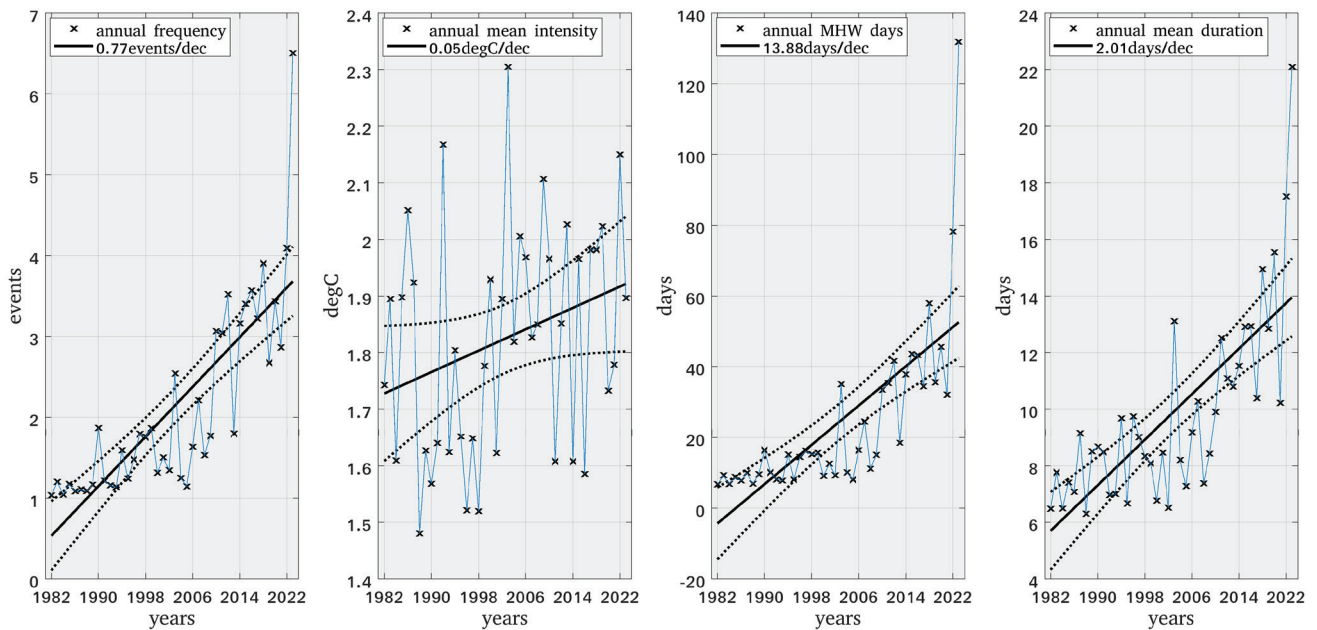 annual frequency
0.77events/dec
7
6
5
4
3
2
1
0
events
1982 1990 1998 2006 2014 2022
years
annual mean intensity
0.05degC/dec
2.4
2.3
2.2
2.1
2
1.9
1.8
1.7
1.6
1.5
1.4
degC
1982 1990 1998 2006 2014 2022
years
annual MHW days
13.88days/dec
140
120
100
80
60
40
20
0
-20
days
1982 1990 1998 2006 2014 2022
years
annual mean duration
2.01days/dec
24
22
20
18
16
14
12
10
8
6
4
days
1982 1990 1998 2006 2014 2022
years